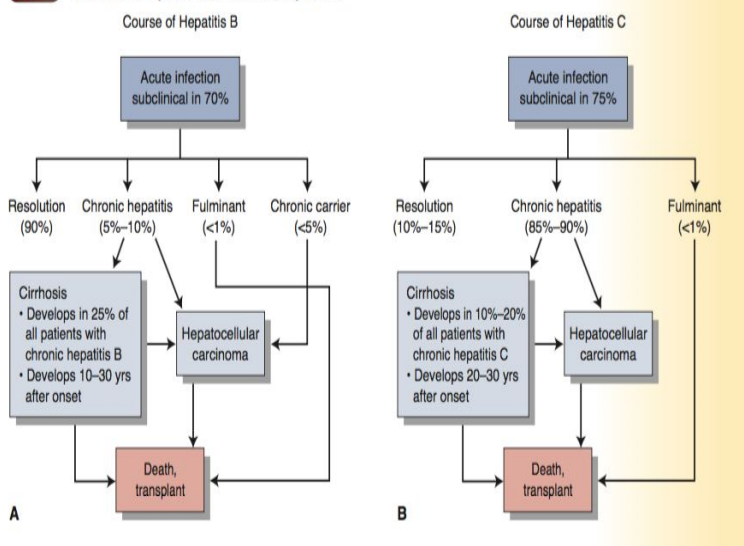 Course of Hepatitis B
Acute infection
subclinical in 70%
Resolution
(90%)
Chronic hepatitis
(5%–10%)
Fulminant
(<1%)
Chronic carrier
(<5%)
Cirrhosis
• Develops in 25% of
all patients with
chronic hepatitis B
• Develops 10–30 yrs
after onset
Hepatocellular
carcinoma
Death,
transplant
A
Course of Hepatitis C
Acute infection
subclinical in 75%
Resolution
(10%–15%)
Chronic hepatitis
(85%–90%)
Fulminant
(<1%)
Cirrhosis
• Develops in 10%–20%
of all patients with
chronic hepatitis C
• Develops 20–30 yrs
after onset
Hepatocellular
carcinoma
Death,
transplant
B